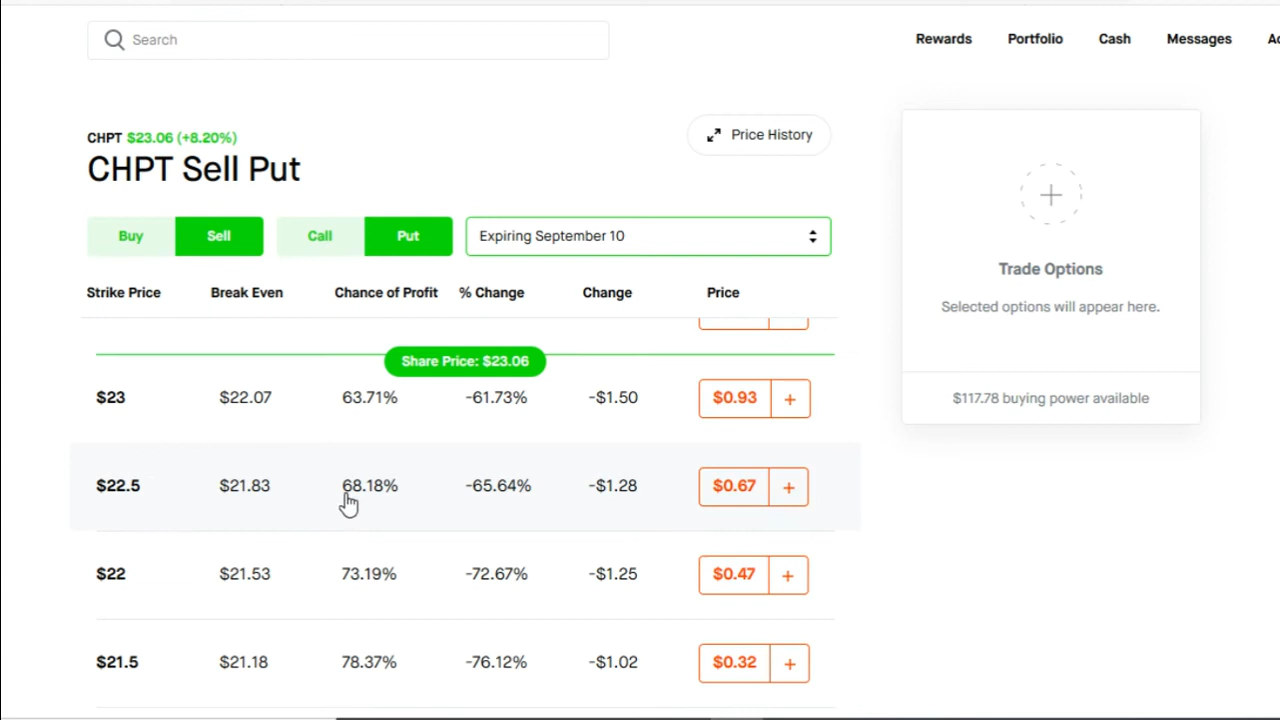 Search
Rewards Portfolio Cash Messages
CHPT $23.06 (+8.20%)
CHPT Sell Put
Price History
Buy Sell Call Put Expiring September 10
Strike Price Break Even Chance of Profit % Change Change Price
Share Price: $23.06
$23 $22.07 63.71% -61.73% -$1.50 $0.93 +
$22.5 $21.83 68.18% -65.64% -$1.28 $0.67 +
$22 $21.53 73.19% -72.67% -$1.25 $0.47 +
$21.5 $21.18 78.37% -76.12% -$1.02 $0.32 +
Trade Options
Selected options will appear here.
$117.78 buying power available